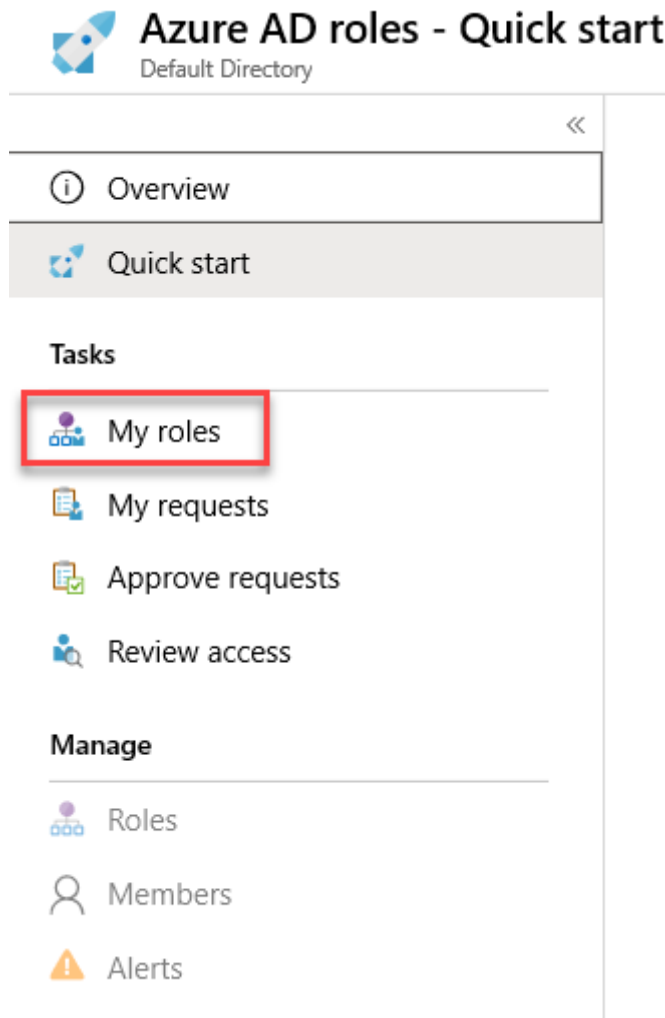 Azure AD roles - Quick start
Default Directory
«
Overview
Quick start
Tasks
My roles
My requests
Approve requests
Review access
Manage
Roles
Members
Alerts